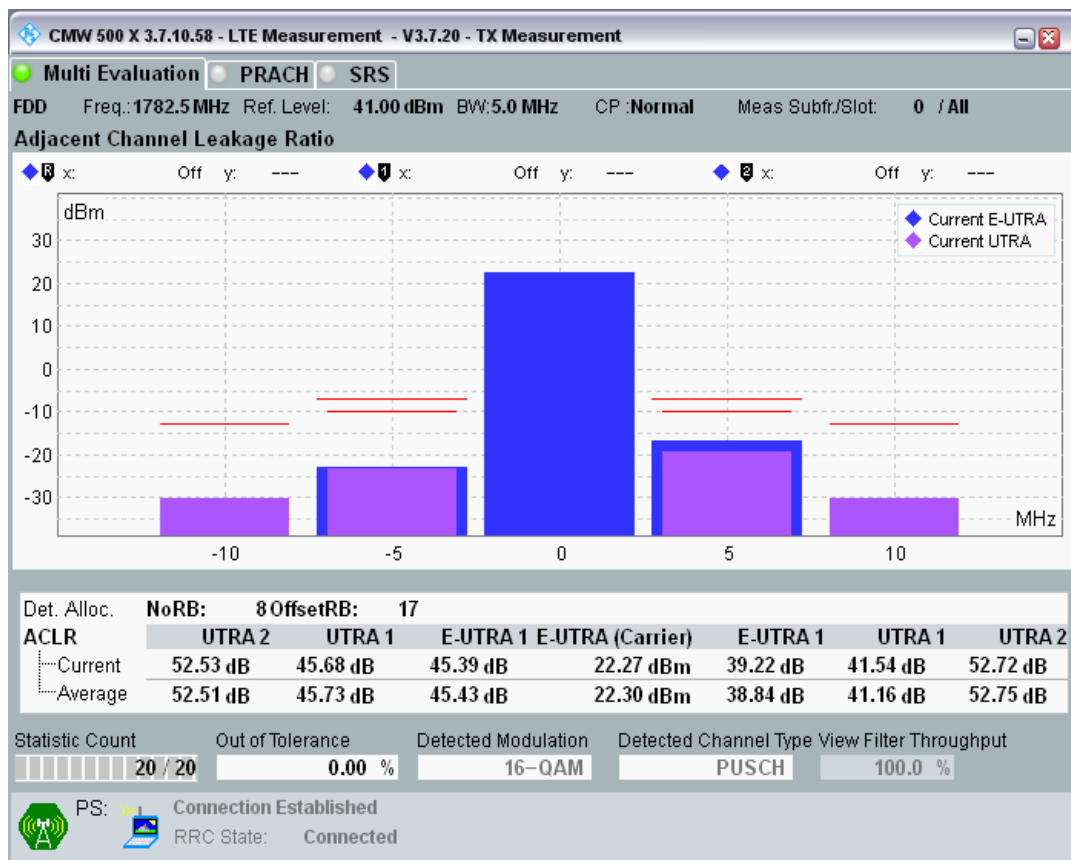 CMW 500 X 3.7.10.58 - LTE Measurement - V3.7.20 - TX Measurement
Multi Evaluation PRACH SRS
FDD Freq.:1782.5 MHz Ref. Level: 41.00 dBm BW:5.0 MHz CP :Normal Meas Subfr./Slot: 0 / All
Adjacent Channel Leakage Ratio
R x: Off y: --- 1 x: Off y: --- 2 x: Off y: ---
dBm
Current E-UTRA
Current UTRA
30
20
10
0
-10
-20
-30
MHz
-10 -5 0 5 10
Det. Alloc. NoRB: 8 OffsetRB: 17
ACLR UTRA 2 UTRA 1 E-UTRA 1 E-UTRA (Carrier) E-UTRA 1 UTRA 1 UTRA 2
Current 52.53 dB 45.68 dB 45.39 dB 22.27 dBm 39.22 dB 41.54 dB 52.72 dB
Average 52.51 dB 45.73 dB 45.43 dB 22.30 dBm 38.84 dB 41.16 dB 52.75 dB
Statistic Count Out of Tolerance Detected Modulation Detected Channel Type View Filter Throughput
20 / 20 0.00 % 16-QAM PUSCH 100.0 %
PS: Connection Established
RRC State: Connected